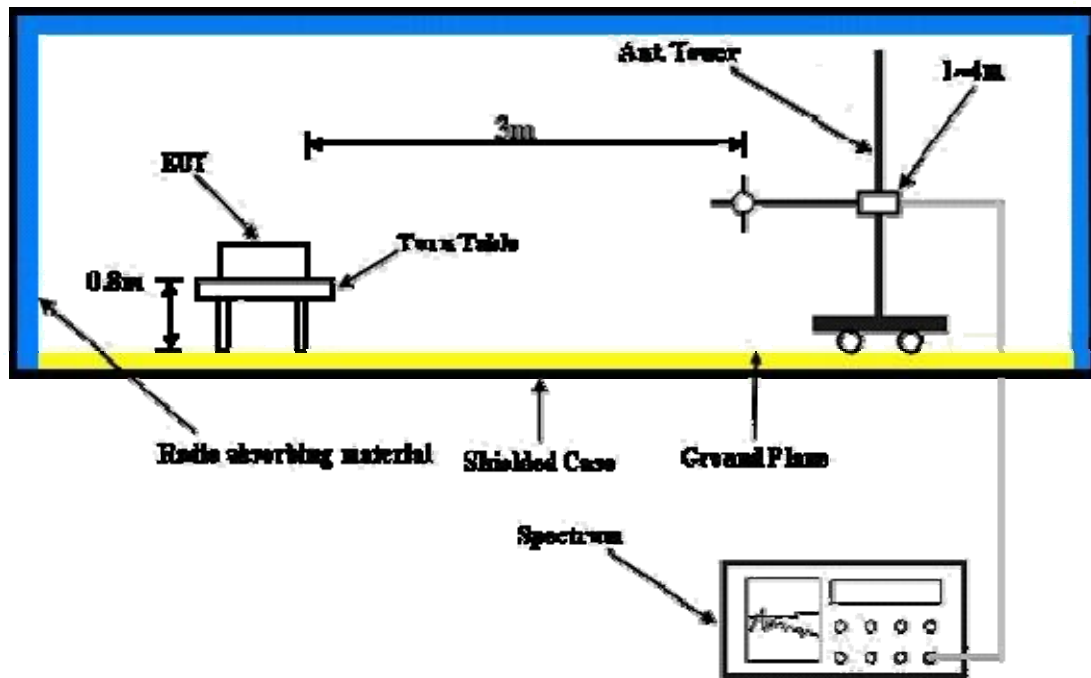 Ant. Tower
1~4m
3m
EUT
Turn Table
0.8m
Radio absorbing material
Shielded Case
Ground Plane
Spectrum